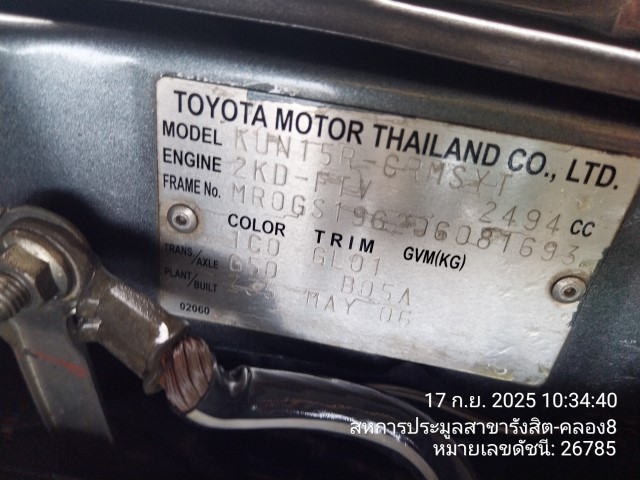 TOYOTA MOTOR THAILAND CO., LTD.
MODEL KUN15R-CRMSYT
ENGINE 2KD-FTV 2494 CC
FRAME No. MR0GS196206081693
COLOR TRIM GVM(KG)
1C0 GL01
TRANS/AXLE G50 B05A
PLANT/BUILT MAY 06
02060
17 ก.ย. 2025 10:34:40
สหการประมูลสาขารังสิต-คลอง8
หมายเลขดัชนี: 26785